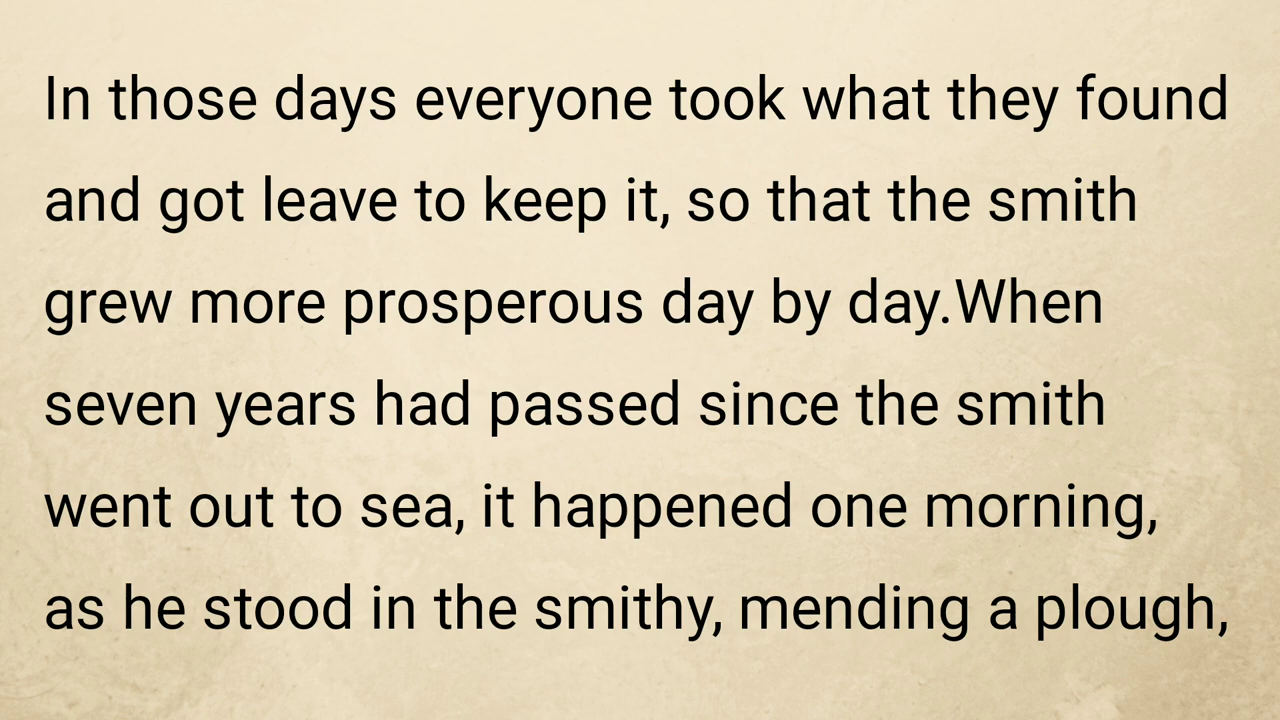 In those days everyone took what they found
and got leave to keep it, so that the smith
grew more prosperous day by day.When
seven years had passed since the smith
went out to sea, it happened one morning,
as he stood in the smithy, mending a plough,